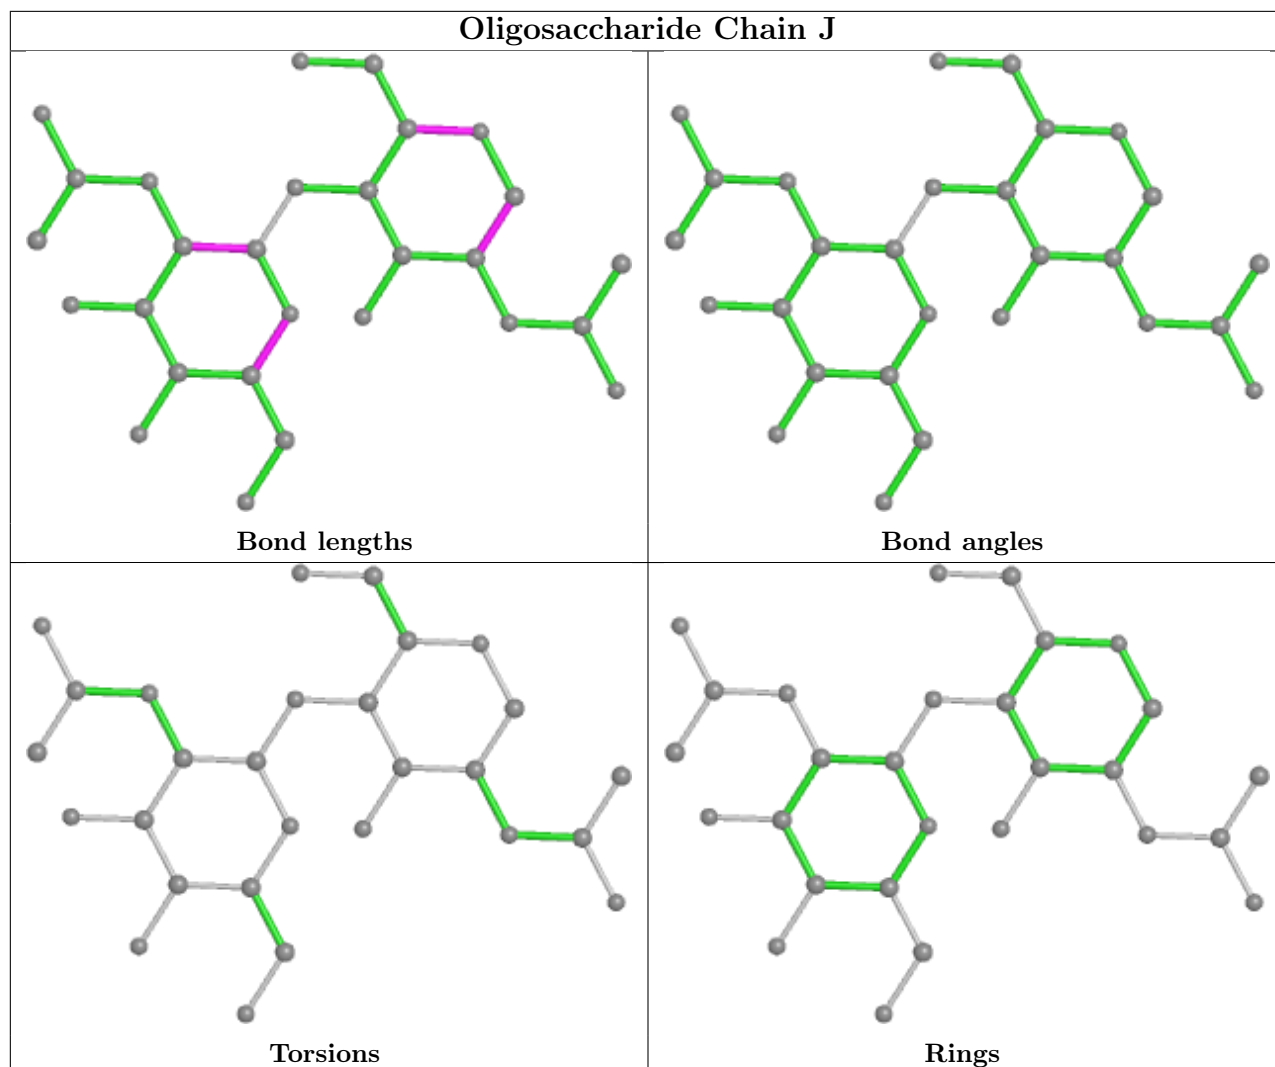 Oligosaccharide Chain J
Bond lengths
Bond angles
Torsions
Rings